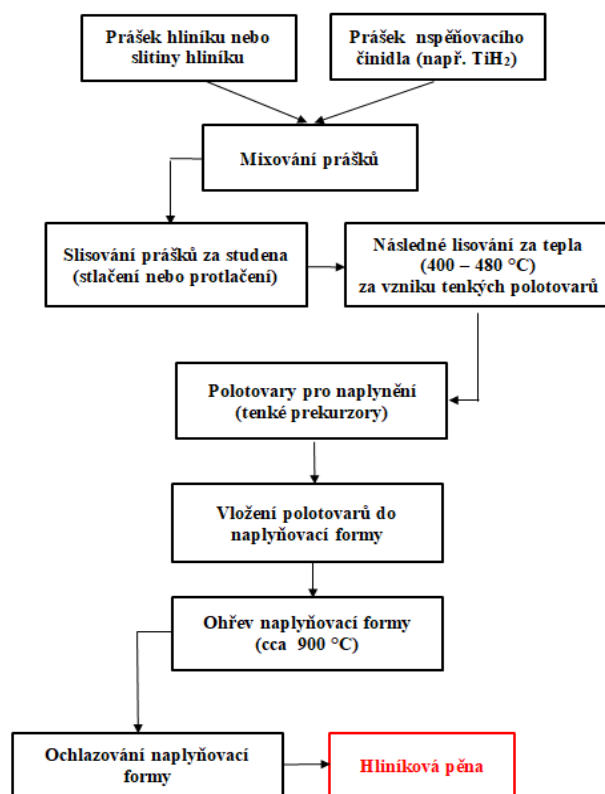 Prášek hliníku nebo
slitiny hliníku
Prášek nspěňovacího
činidla (např. TiH₂)
Mixování prášků
Slisování prášků za studena
(stlačení nebo protlačení)
Následné lisování za tepla
(400 – 480 °C)
za vzniku tenkých polotovarů
Polotovary pro naplynění
(tenké prekurzory)
Vložení polotovarů do
naplyňovací formy
Ohřev naplyňovací formy
(cca 900 °C)
Ochlazování naplyňovací
formy
Hliníková pěna